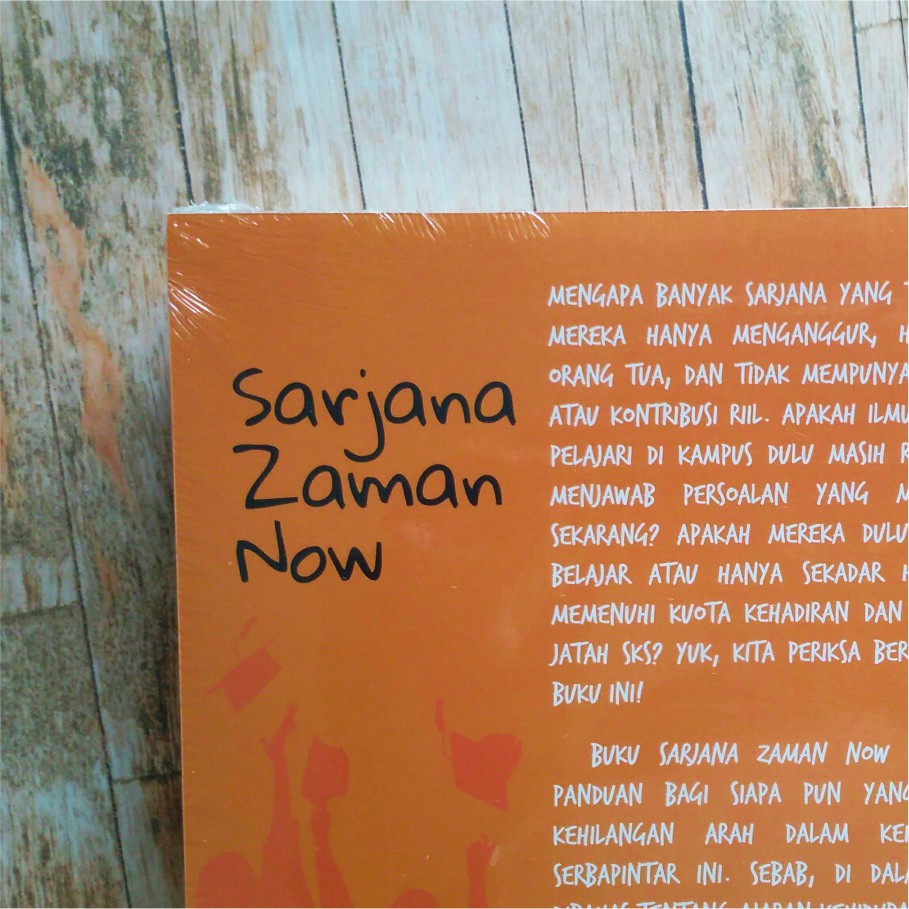 Sarjana
Zaman
Now
MENGAPA BANYAK SARJANA YANG
MEREKA HANYA MENGANGGUR,
ORANG TUA, DAN TIDAK
ATAU KONTRIBUSI RIIL. APAKAH
PELAJARI DI KAMPUS DULU MASIH
MENJAWAB PERSOALAN YANG
SEKARANG? APAKAH MEREKA DULU
BELAJAR ATAU HANYA SEKADAR
MEMENUHI KUOTA KEHADIRAN DAN
JATAH SKS? YUK, KITA PERIKSA
BUKU INI!
BUKU SARJANA ZAMAN NOW
PANDUAN BAGI SIAPA PUN
KEHILANGAN ARAH DALAM
SERBAPINTAR INI. SEBAB, DI